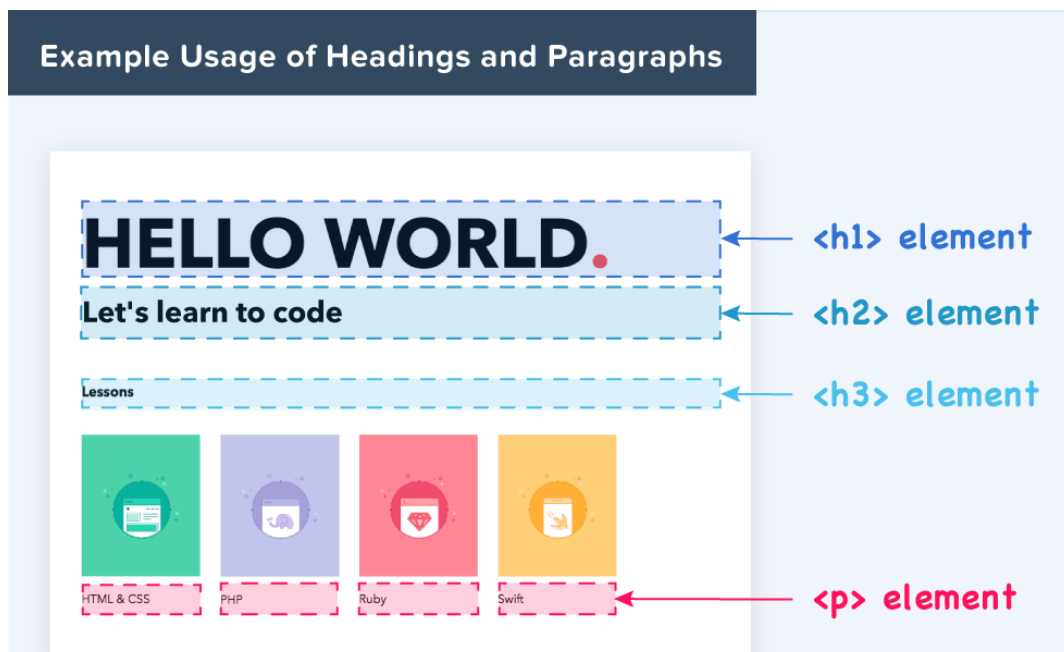 Example Usage of Headings and Paragraphs
HELLO WORLD.
<h1> element
Let's learn to code
<h2> element
Lessons
<h3> element
HTML & CSS
PHP
Ruby
Swift
<p> element